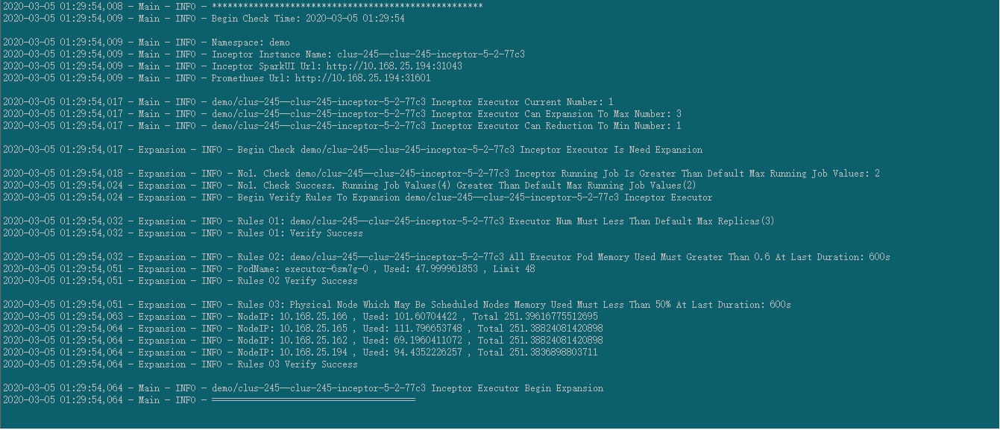 2020-03-05 01:29:54,008 - Main - INFO - ****************************************************
2020-03-05 01:29:54,009 - Main - INFO - Begin Check Time: 2020-03-05 01:29:54
2020-03-05 01:29:54,009 - Main - INFO - Namespace: demo
2020-03-05 01:29:54,009 - Main - INFO - Inceptor Instance Name: clus-245--clus-245-inceptor-5-2-77c3
2020-03-05 01:29:54,009 - Main - INFO - Inceptor SparkUI Url: http://10.168.25.194:31043
2020-03-05 01:29:54,009 - Main - INFO - Promethues Url: http://10.168.25.194:31601
2020-03-05 01:29:54,017 - Main - INFO - demo/clus-245--clus-245-inceptor-5-2-77c3 Inceptor Executor Current Number: 1
2020-03-05 01:29:54,017 - Main - INFO - demo/clus-245--clus-245-inceptor-5-2-77c3 Inceptor Executor Can Expansion To Max Number: 3
2020-03-05 01:29:54,017 - Main - INFO - demo/clus-245--clus-245-inceptor-5-2-77c3 Inceptor Executor Can Reduction To Min Number: 1
2020-03-05 01:29:54,017 - Expansion - INFO - Begin Check demo/clus-245--clus-245-inceptor-5-2-77c3 Inceptor Executor Is Need Expansion
2020-03-05 01:29:54,018 - Expansion - INFO - No1. Check demo/clus-245--clus-245-inceptor-5-2-77c3 Inceptor Running Job Is Greater Than Default Max Running Job Values: 2
2020-03-05 01:29:54,024 - Expansion - INFO - No1. Check Success. Running Job Values(4) Greater Than Default Max Running Job Values(2)
2020-03-05 01:29:54,024 - Expansion - INFO - Begin Verify Rules To Expansion demo/clus-245--clus-245-inceptor-5-2-77c3 Inceptor Executor
2020-03-05 01:29:54,032 - Expansion - INFO - Rules 01: demo/clus-245--clus-245-inceptor-5-2-77c3 Executor Num Must Less Than Default Max Replicas(3)
2020-03-05 01:29:54,032 - Expansion - INFO - Rules 01: Verify Success
2020-03-05 01:29:54,032 - Expansion - INFO - Rules 02: demo/clus-245--clus-245-inceptor-5-2-77c3 All Executor Pod Memory Used Must Greater Than 0.6 At Last Duration: 600s
2020-03-05 01:29:54,051 - Expansion - INFO - PodName: executor-6sm7g-0 , Used: 47.999961853 , Limit 48
2020-03-05 01:29:54,051 - Expansion - INFO - Rules 02 Verify Success
2020-03-05 01:29:54,051 - Expansion - INFO - Rules 03: Physical Node Which May Be Scheduled Nodes Memory Used Must Less Than 50% At Last Duration: 600s
2020-03-05 01:29:54,063 - Expansion - INFO - NodeIP: 10.168.25.166 , Used: 101.60704422 , Total 251.39616775512695
2020-03-05 01:29:54,064 - Expansion - INFO - NodeIP: 10.168.25.165 , Used: 111.796653748 , Total 251.38824081420898
2020-03-05 01:29:54,064 - Expansion - INFO - NodeIP: 10.168.25.162 , Used: 69.1960411072 , Total 251.38824081420898
2020-03-05 01:29:54,064 - Expansion - INFO - NodeIP: 10.168.25.194 , Used: 94.4352226257 , Total 251.3836898803711
2020-03-05 01:29:54,064 - Expansion - INFO - Rules 03 Verify Success
2020-03-05 01:29:54,064 - Main - INFO - demo/clus-245--clus-245-inceptor-5-2-77c3 Inceptor Executor Begin Expansion
2020-03-05 01:29:54,064 - Main - INFO - =======================================